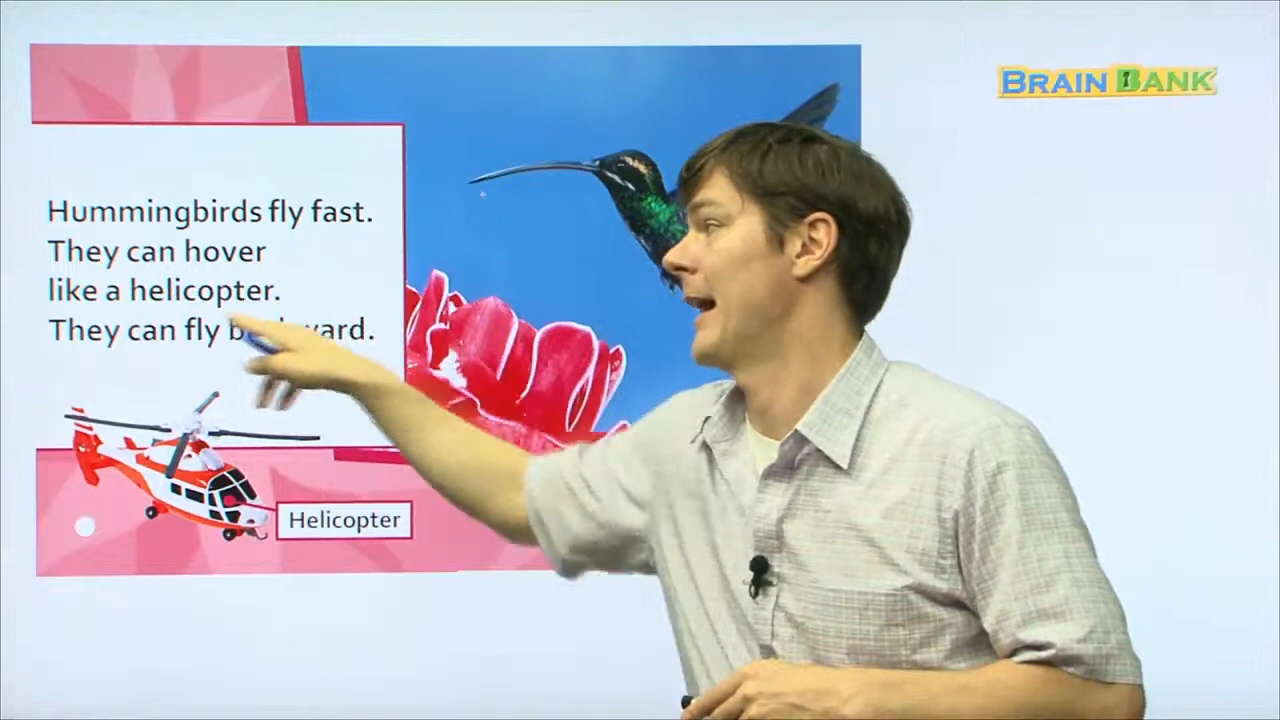 BRAIN BANK
Hummingbirds fly fast.
They can hover
like a helicopter.
They can fly
Helicopter